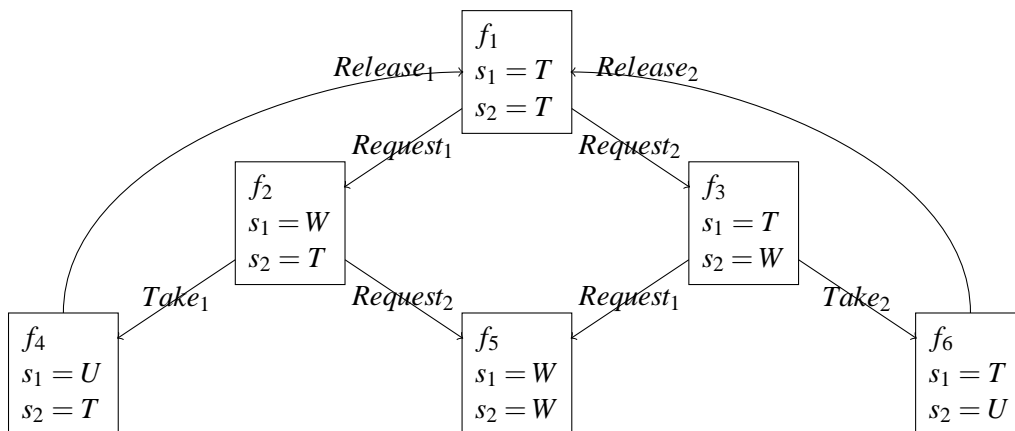 f₁
s₁ = T
s₂ = T
Release₁
Release₂
Request₁
Request₂
f₂
s₁ = W
s₂ = T
f₃
s₁ = T
s₂ = W
Take₁
Request₂
Request₁
Take₂
f₄
s₁ = U
s₂ = T
f₅
s₁ = W
s₂ = W
f₆
s₁ = T
s₂ = U